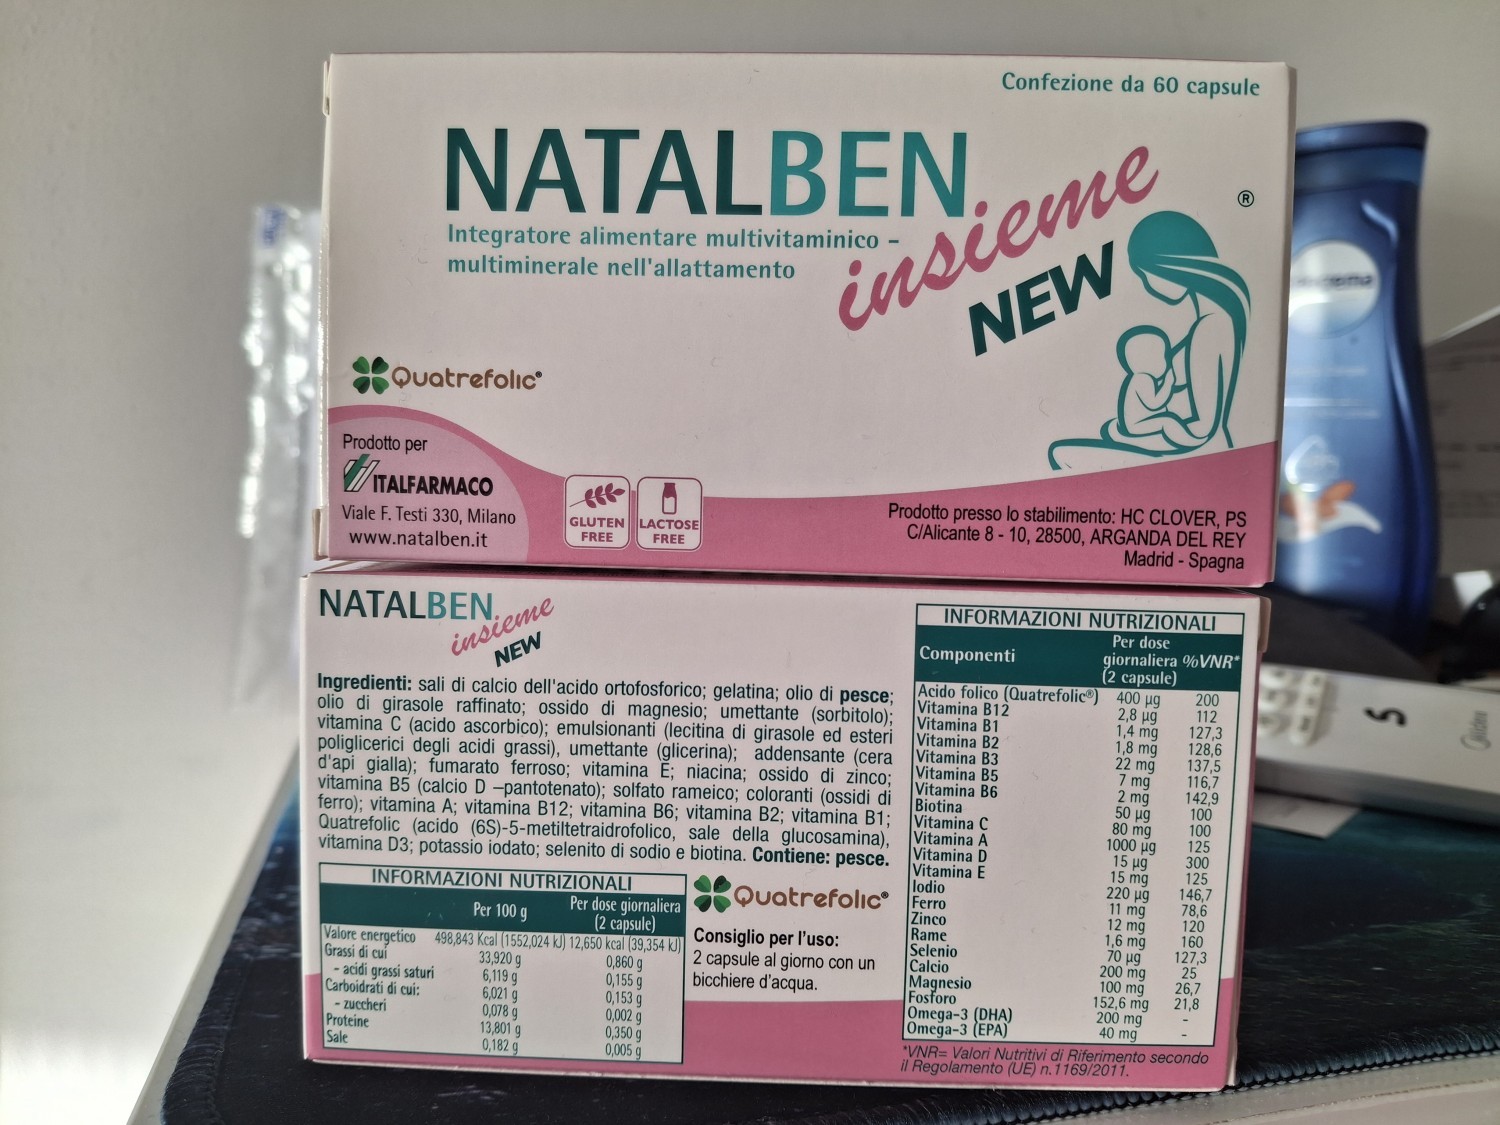 Confezione da 60 capsule
NATALBEN
insieme
NEW
®
Integratore alimentare multivitaminico -
multiminerale nell'allattamento
Quatrefolic®
Prodotto per
ITALFARMACO
Viale F. Testi 330, Milano
www.natalben.it
GLUTEN
FREE
LACTOSE
FREE
Prodotto presso lo stabilimento: HC CLOVER, PS
C/Alicante 8 - 10, 28500, ARGANDA DEL REY
Madrid - Spagna
NATALBEN
insieme
NEW
Ingredienti: sali di calcio dell'acido ortofosforico; gelatina; olio di pesce;
olio di girasole raffinato; ossido di magnesio; umettante (sorbitolo);
vitamina C (acido ascorbico); emulsionanti (lecitina di girasole ed esteri
poliglicerici degli acidi grassi), umettante (glicerina); addensante (cera
d'api gialla); fumarato ferroso; vitamina E; niacina; ossido di zinco;
vitamina B5 (calcio D –pantotenato); solfato rameico; coloranti (ossidi di
ferro); vitamina A; vitamina B12; vitamina B6; vitamina B2; vitamina B1;
Quatrefolic (acido (6S)-5-metiltetraidrofolico, sale della glucosamina),
vitamina D3; potassio iodato; selenito di sodio e biotina. Contiene: pesce.
INFORMAZIONI NUTRIZIONALI
Per 100 g Per dose giornaliera
(2 capsule)
Valore energetico 498,843 Kcal (1552,024 kJ) 12,650 kcal (39,354 kJ)
Grassi di cui 33,920 g 0,860 g
- acidi grassi saturi 6,119 g 0,155 g
Carboidrati di cui: 6,021 g 0,153 g
- zuccheri 0,078 g 0,002 g
Proteine 13,801 g 0,350 g
Sale 0,182 g 0,005 g
Quatrefolic®
Consiglio per l'uso:
2 capsule al giorno con un
bicchiere d'acqua.
INFORMAZIONI NUTRIZIONALI
Componenti Per dose
giornaliera %VNR*
(2 capsule)
Acido folico (Quatrefolic®) 400 µg 200
Vitamina B12 2,8 µg 112
Vitamina B1 1,4 mg 127,3
Vitamina B2 1,8 mg 128,6
Vitamina B3 22 mg 137,5
Vitamina B5 7 mg 116,7
Vitamina B6 2 mg 142,9
Biotina 50 µg 100
Vitamina C 80 mg 100
Vitamina A 1000 µg 125
Vitamina D 15 µg 300
Vitamina E 15 mg 125
Iodio 220 µg 146,7
Ferro 11 mg 78,6
Zinco 12 mg 120
Rame 1,6 mg 160
Selenio 70 µg 127,3
Calcio 200 mg 25
Magnesio 100 mg 26,7
Fosforo 152,6 mg 21,8
Omega-3 (DHA) 200 mg -
Omega-3 (EPA) 40 mg -
*VNR= Valori Nutritivi di Riferimento secondo
il Regolamento (UE) n.1169/2011.
5
Midea